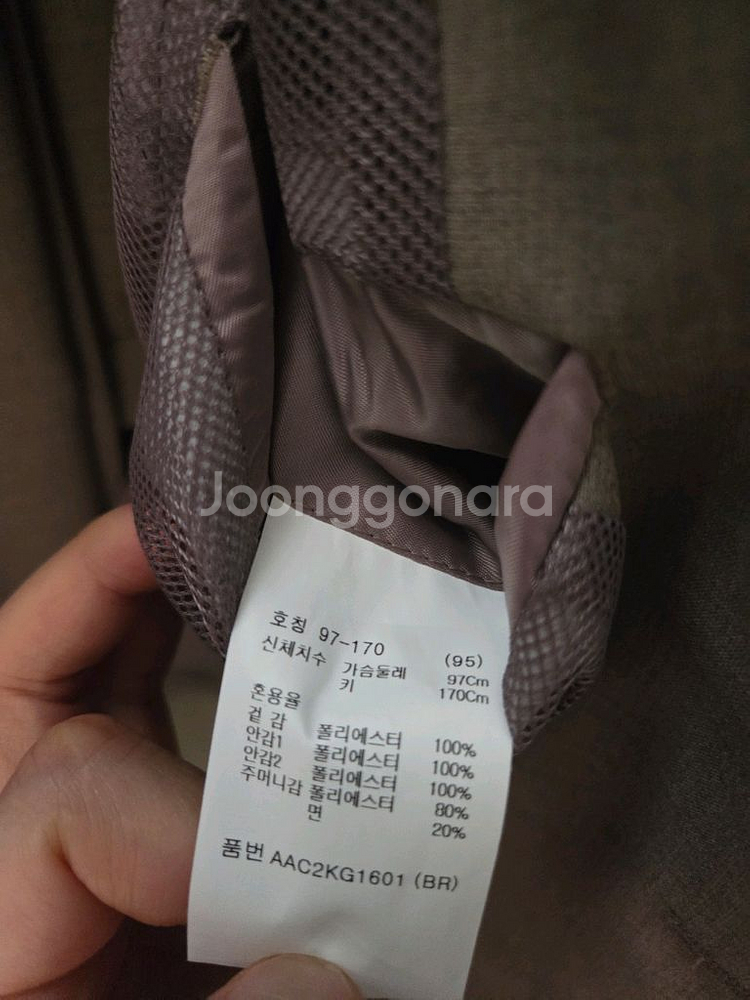 Joonggonara
호칭 97-170 (95)
신체치수 가슴둘레 97Cm
키 170Cm
혼용율
겉감 폴리에스터 100%
안감1 폴리에스터 100%
안감2 폴리에스터 100%
주머니감 폴리에스터 80%
면 20%
품번 AAC2KG1601 (BR)